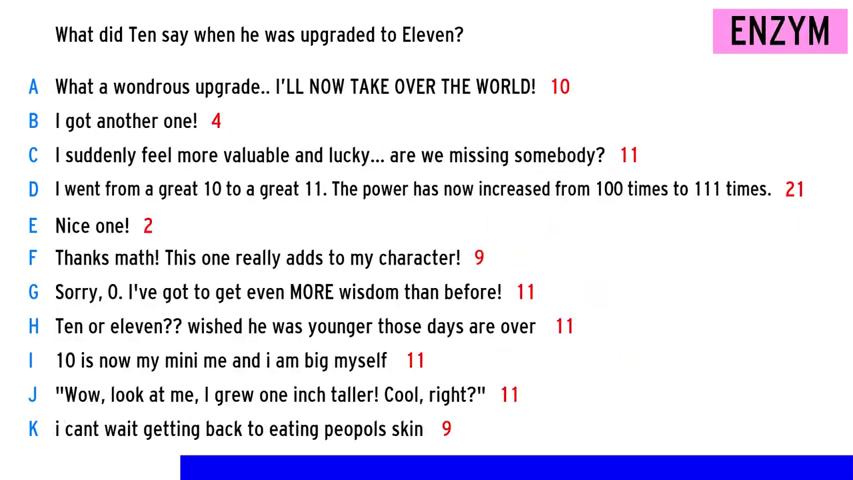 What did Ten say when he was upgraded to Eleven?
ENZYM
A What a wondrous upgrade.. I'LL NOW TAKE OVER THE WORLD! 10
B I got another one! 4
C I suddenly feel more valuable and lucky... are we missing somebody? 11
D I went from a great 10 to a great 11. The power has now increased from 100 times to 111 times. 21
E Nice one! 2
F Thanks math! This one really adds to my character! 9
G Sorry, 0. I've got to get even MORE wisdom than before! 11
H Ten or eleven?? wished he was younger those days are over 11
I 10 is now my mini me and i am big myself 11
J "Wow, look at me, I grew one inch taller! Cool, right?" 11
K i cant wait getting back to eating peopols skin 9